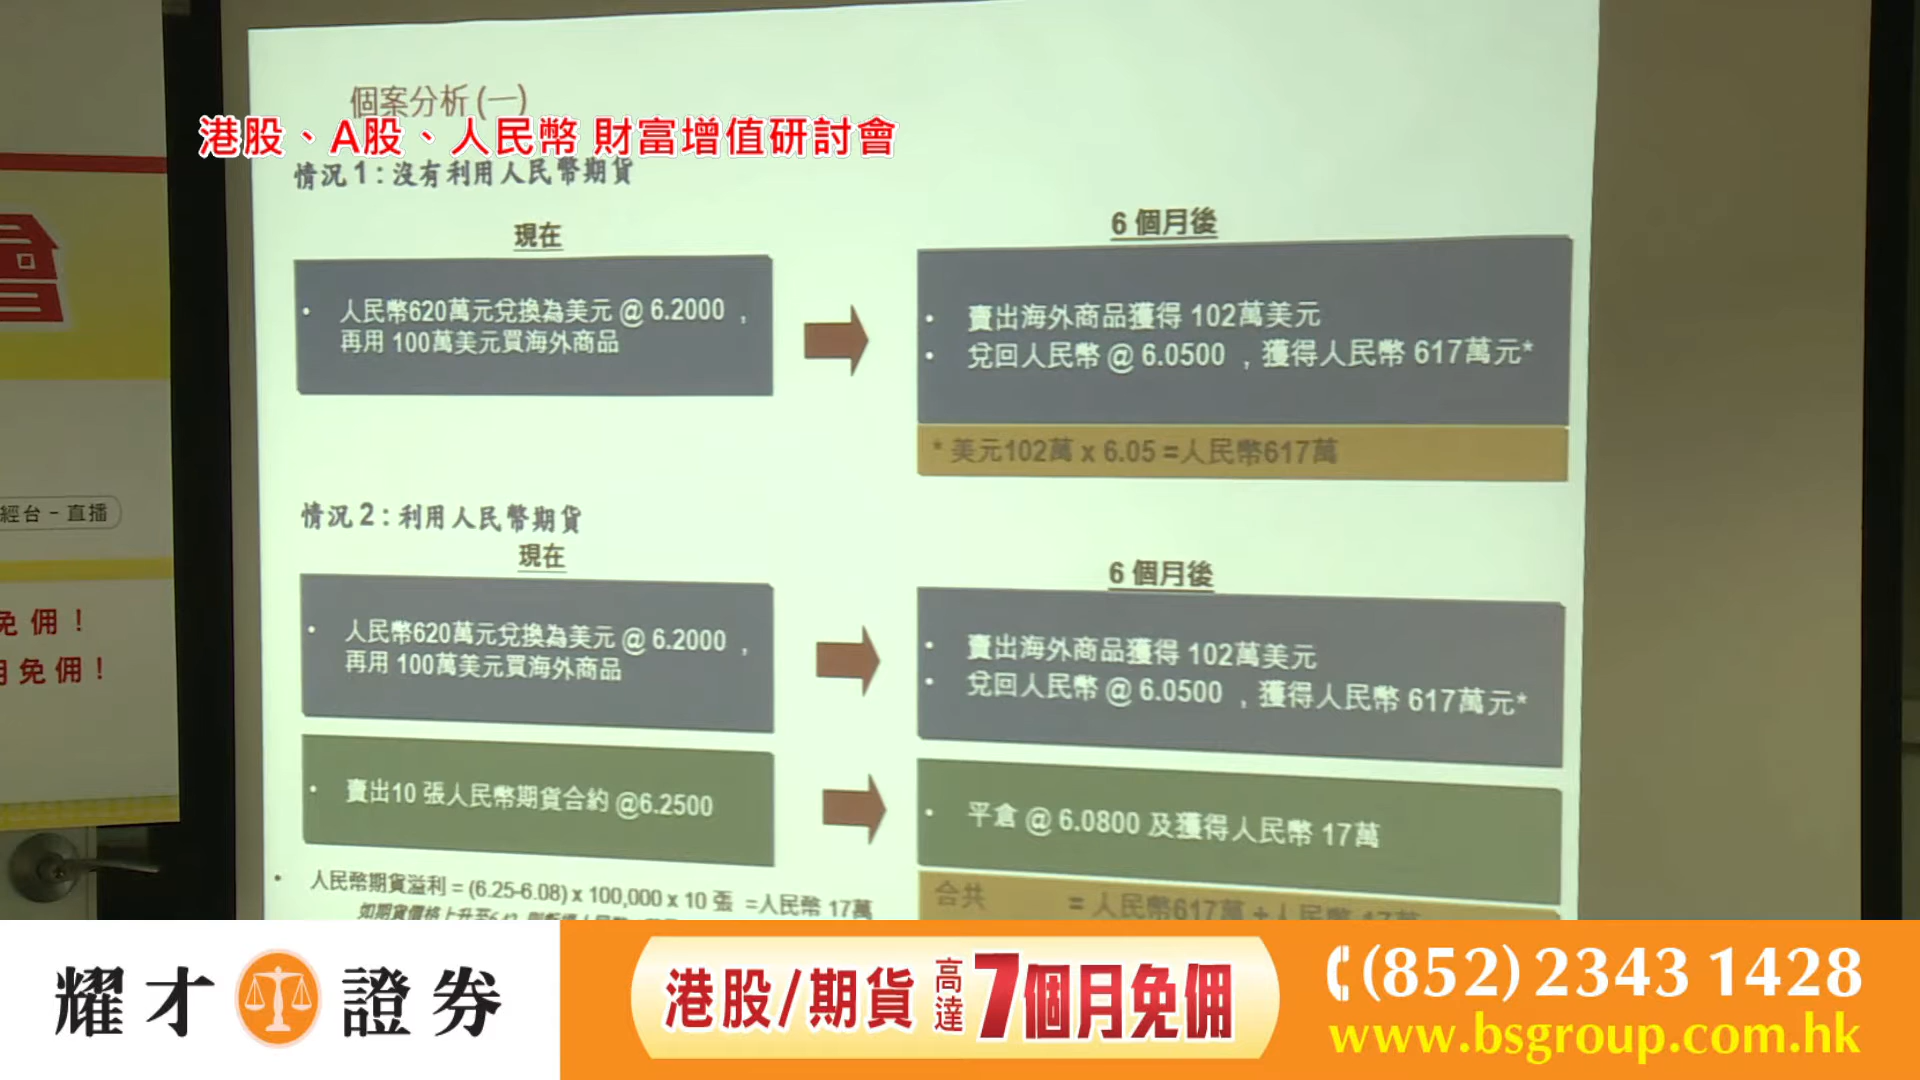 個案分析 (一)
港股、A股、人民幣 財富增值研討會
情況 1 : 沒有利用人民幣期貨
現在
• 人民幣620萬元兌換為美元 @ 6.2000 ,
再用 100萬美元買海外商品
6 個月後
• 賣出海外商品獲得 102萬美元
• 兌回人民幣 @ 6.0500 , 獲得人民幣 617萬元*
* 美元102萬 x 6.05 =人民幣617萬
情況 2 : 利用人民幣期貨
現在
• 人民幣620萬元兌換為美元 @ 6.2000 ,
再用 100萬美元買海外商品
6 個月後
• 賣出海外商品獲得 102萬美元
• 兌回人民幣 @ 6.0500 , 獲得人民幣 617萬元*
• 賣出10 張人民幣期貨合約 @6.2500
• 平倉 @ 6.0800 及獲得人民幣 17萬
• 人民幣期貨溢利 = (6.25-6.08) x 100,000 x 10 張 =人民幣 17萬
合共 = 人民幣617萬 + 人民幣 17萬
經台 - 直播
免佣!
月免佣!
耀才證券
港股/期貨 高達 7個月免佣
(852) 2343 1428
www.bsgroup.com.hk